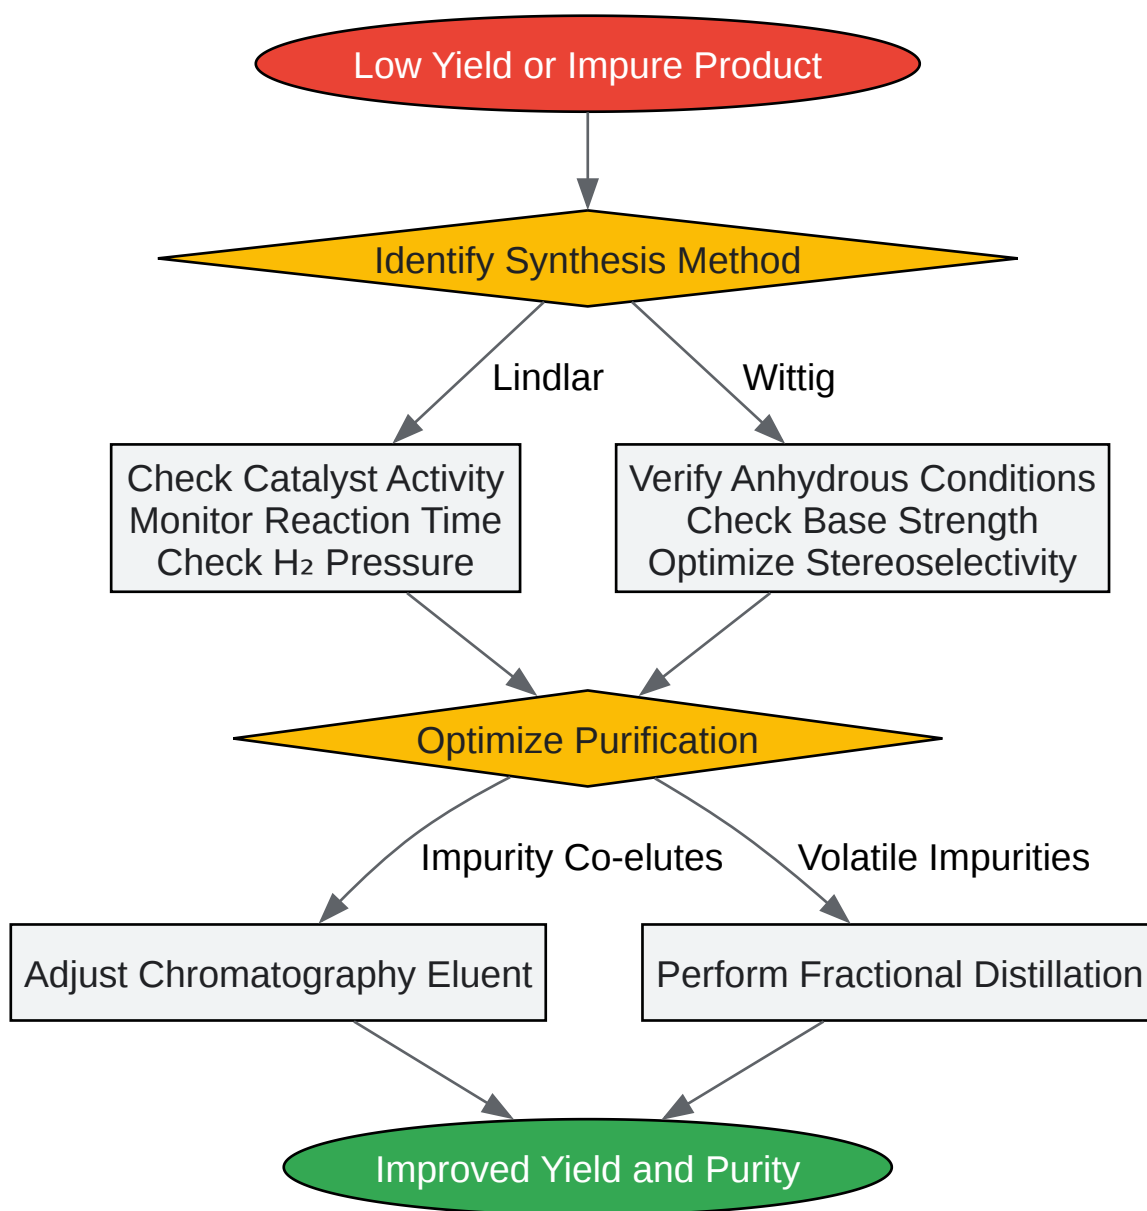 Low Yield or Impure Product
Identify Synthesis Method
Lindlar
Wittig
Check Catalyst Activity
Monitor Reaction Time
Check H₂ Pressure
Verify Anhydrous Conditions
Check Base Strength
Optimize Stereoselectivity
Optimize Purification
Impurity Co-elutes
Volatile Impurities
Adjust Chromatography Eluent
Perform Fractional Distillation
Improved Yield and Purity